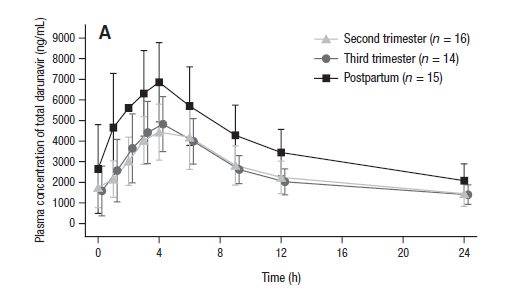 A
Second trimester (n = 16)
Third trimester (n = 14)
Postpartum (n = 15)
Plasma concentration of total darunavir (ng/mL)
9000
8000
7000
6000
5000
4000
3000
2000
1000
0
0 4 8 12 16 20 24
Time (h)